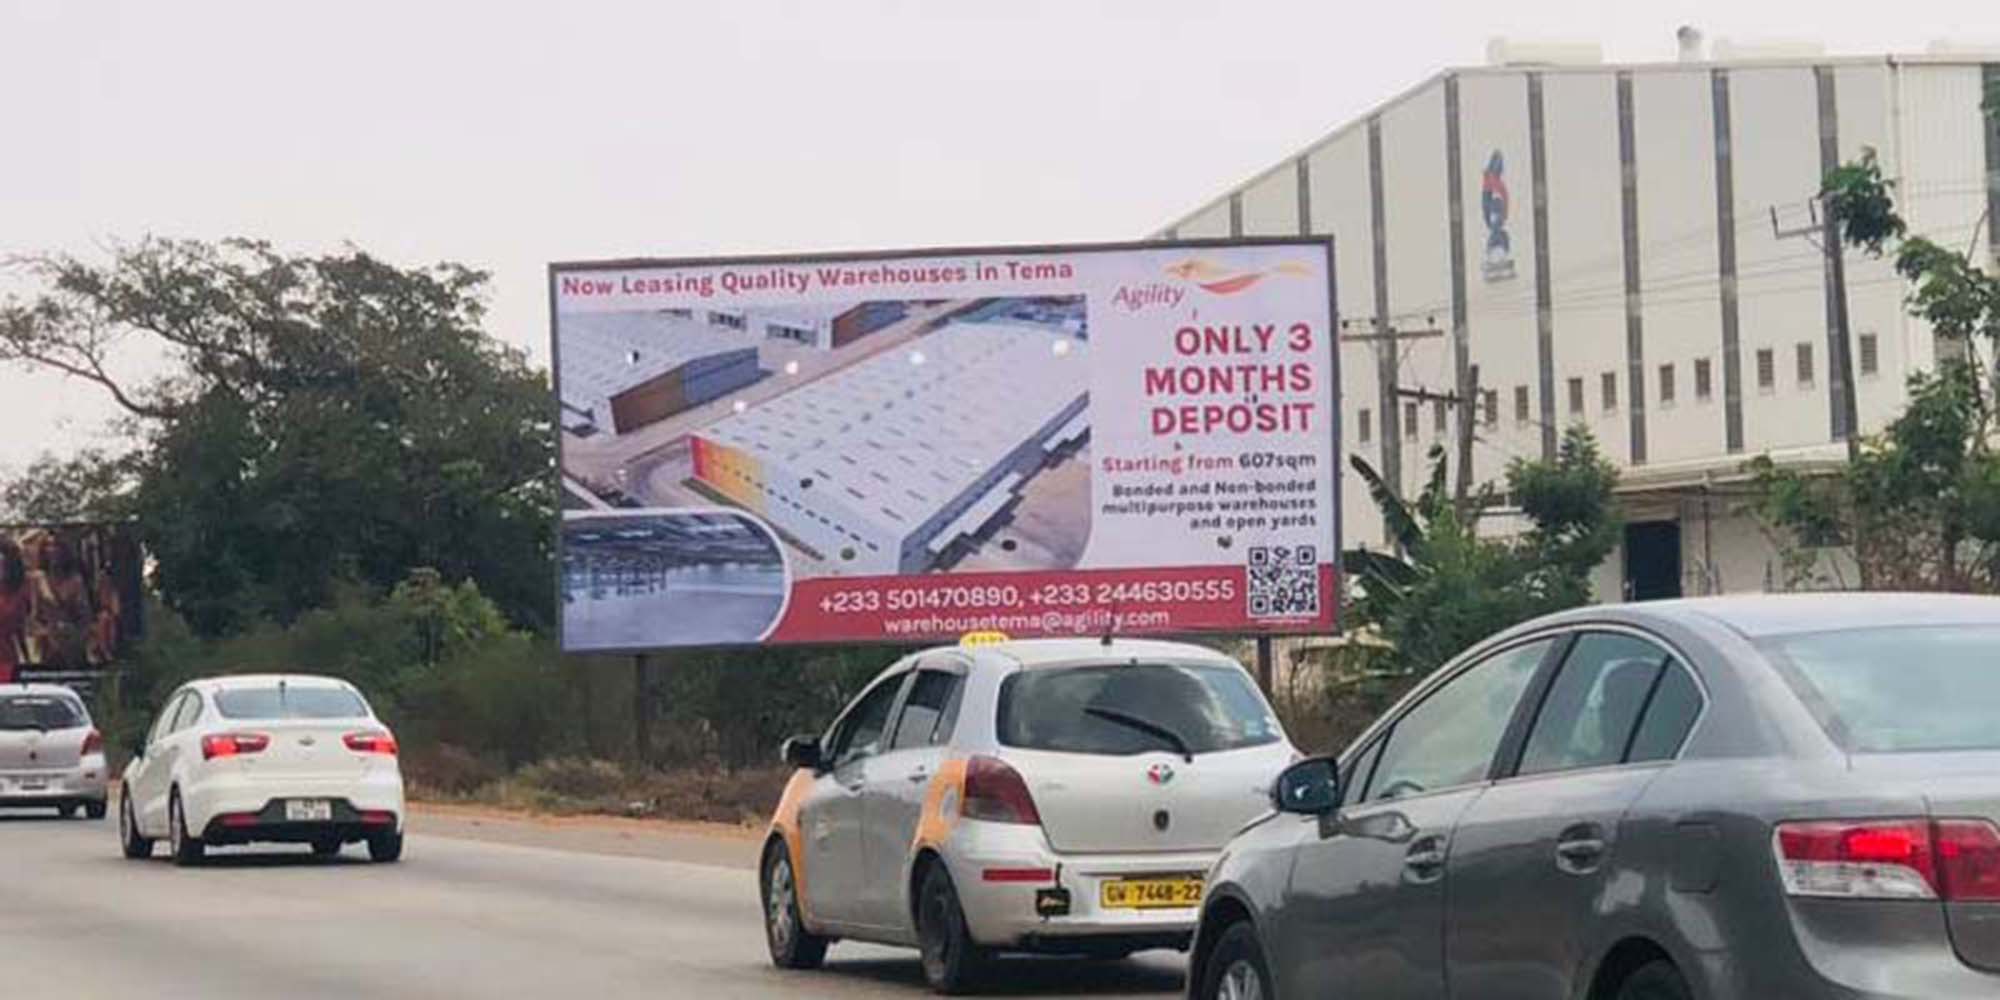 Now Leasing Quality Warehouses in Tema
Agility
ONLY 3
MONTHS
DEPOSIT
Starting from 607sqm
Bonded and Non-bonded
multipurpose warehouses
and open yards
+233 501470890, +233 244630555
warehousetema@agility.com
GW 7448-22